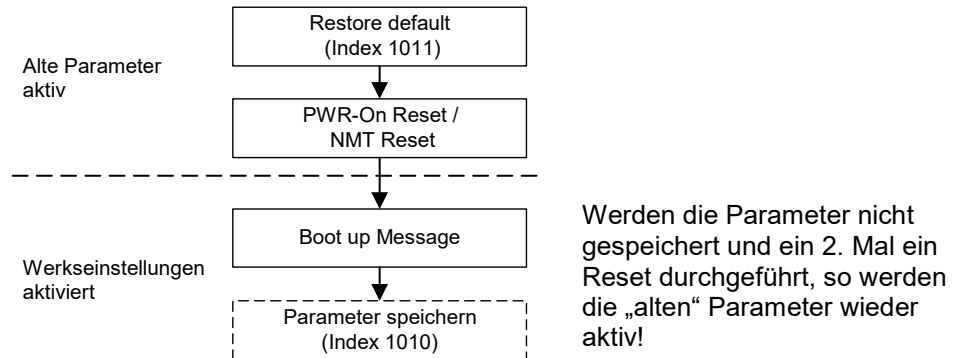 Restore default
(Index 1011)
Alte Parameter
aktiv
PWR-On Reset /
NMT Reset
Boot up Message
Werkseinstellungen
aktiviert
Parameter speichern
(Index 1010)
Werden die Parameter nicht
gespeichert und ein 2. Mal ein
Reset durchgeführt, so werden
die „alten“ Parameter wieder
aktiv!